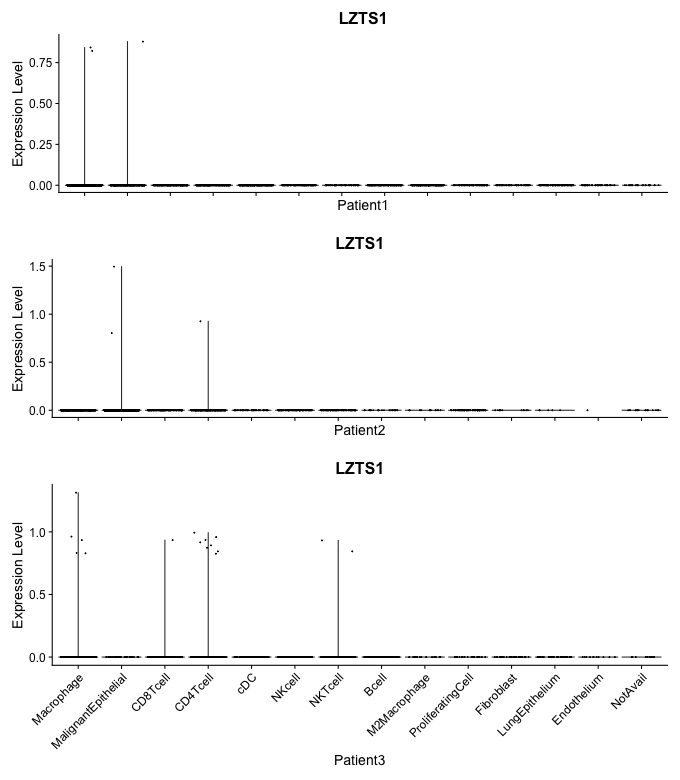 LZTS1
Expression Level
0.75
0.50
0.25
0.00
Patient1
LZTS1
Expression Level
1.5
1.0
0.5
0.0
Patient2
LZTS1
Expression Level
1.0
0.5
0.0
Macrophage
MalignantEpithelial
CD8Tcell
CD4Tcell
cDC
NKcell
NKTcell
Bcell
M2Macrophage
ProliferatingCell
Fibroblast
LungEpithelium
Endothelium
NotAvail
Patient3